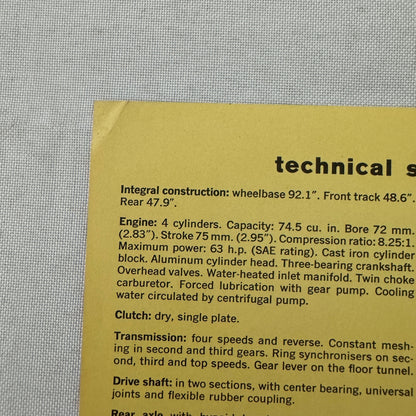 technical s
Integral construction: wheelbase 92.1″. Front track 48.6″.
Rear 47.9″.
Engine: 4 cylinders. Capacity: 74.5 cu. in. Bore 72 mm.
(2.83″). Stroke 75 mm. (2.95″). Compression ratio: 8.25:1.
Maximum power: 63 h.p. (SAE rating). Cast iron cylinder
block. Aluminum cylinder head. Three-bearing crankshaft.
Overhead valves. Water-heated inlet manifold. Twin choke
carburetor. Forced lubrication with gear pump. Cooling
water circulated by centrifugal pump.
Clutch: dry, single plate.
Transmission: four speeds and reverse. Constant mesh-
ing in second and third gears. Ring synchronisers on sec-
ond, third and top speeds. Gear lever on the floor tunnel.
Drive shaft: in two sections, with center bearing, universal
joints and flexible rubber coupling.
Rear axle with